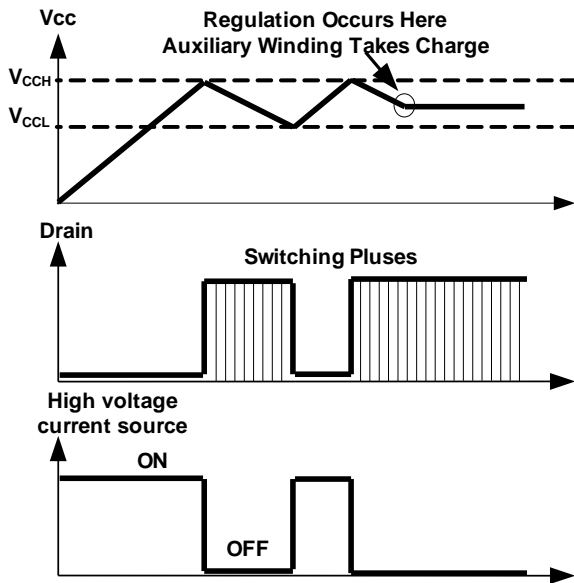 Vcc
Regulation Occurs Here
Auxiliary Winding Takes Charge
VCCH
VCCL
Drain
Switching Pluses
High voltage
current source
ON
OFF